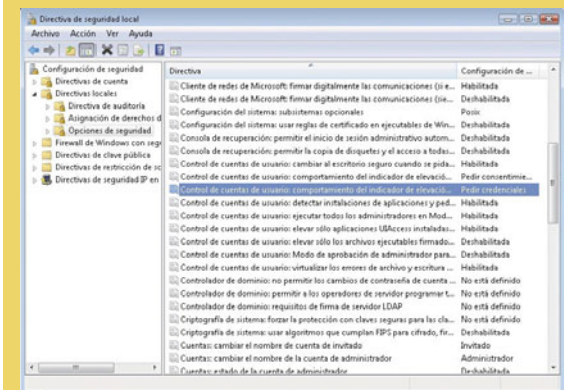 Directiva de seguridad local
Archivo Acción Ver Ayuda
Configuración de seguridad
Directivas de cuenta
Directivas locales
Directiva de auditoría
Asignación de derechos d
Opciones de seguridad
Firewall de Windows con segu
Directivas de clave pública
Directivas de restricción de sc
Directivas de seguridad IP en
Directiva Configuración de ...
Cliente de redes de Microsoft: firmar digitalmente las comunicaciones (si e... Habilitada
Cliente de redes de Microsoft: firmar digitalmente las comunicaciones (sie... Deshabilitada
Configuración del sistema: subsistemas opcionales Posix
Configuración del sistema: usar reglas de certificado en ejecutables de Win... Deshabilitada
Consola de recuperación: permitir el inicio de sesión administrativo autom... Deshabilitada
Consola de recuperación: permitir la copia de disquetes y el acceso a todas... Deshabilitada
Control de cuentas de usuario: cambiar al escritorio seguro cuando se pida... Habilitada
Control de cuentas de usuario: comportamiento del indicador de elevació... Pedir consentimie...
Control de cuentas de usuario: comportamiento del indicador de elevació... Pedir credenciales
Control de cuentas de usuario: detectar instalaciones de aplicaciones y ped... Habilitada
Control de cuentas de usuario: ejecutar todos los administradores en Mod... Habilitada
Control de cuentas de usuario: elevar sólo aplicaciones UIAccess instaladas... Habilitada
Control de cuentas de usuario: elevar sólo los archivos ejecutables firmado... Deshabilitada
Control de cuentas de usuario: Modo de aprobación de administrador para... Deshabilitada
Control de cuentas de usuario: virtualizar los errores de archivo y escritura ... Habilitada
Controlador de dominio: no permitir los cambios de contraseña de cuenta ... No está definido
Controlador de dominio: permitir a los operadores de servidor programar t... No está definido
Controlador de dominio: requisitos de firma de servidor LDAP No está definido
Criptografía de sistema: forzar la protección con claves seguras para las cla... No está definido
Criptografía de sistema: usar algoritmos que cumplan FIPS para cifrado, fir... Deshabilitada
Cuentas: cambiar el nombre de cuenta de invitado Invitado
Cuentas: cambiar el nombre de la cuenta de administrador Administrador
Cuentas: estado de la cuenta de administrador Deshabilitada